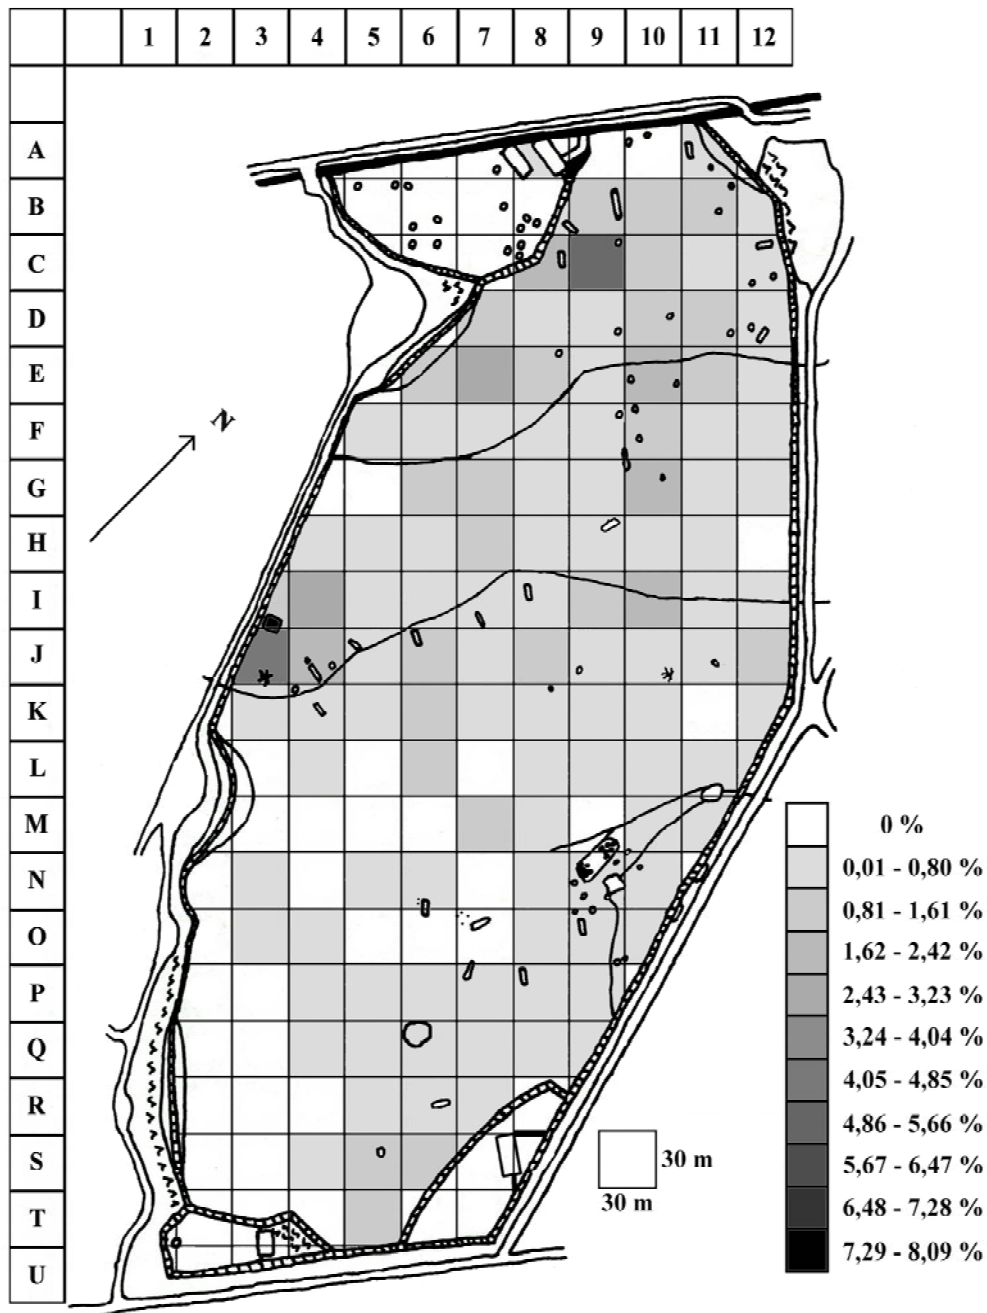 1 2 3 4 5 6 7 8 9 10 11 12
A
B
C
D
E
F
N
G
H
I
J
K
L
M
0 %
N
0,01 - 0,80 %
O
0,81 - 1,61 %
1,62 - 2,42 %
P
2,43 - 3,23 %
Q
3,24 - 4,04 %
4,05 - 4,85 %
R
4,86 - 5,66 %
S
30 m
5,67 - 6,47 %
30 m
T
6,48 - 7,28 %
7,29 - 8,09 %
U